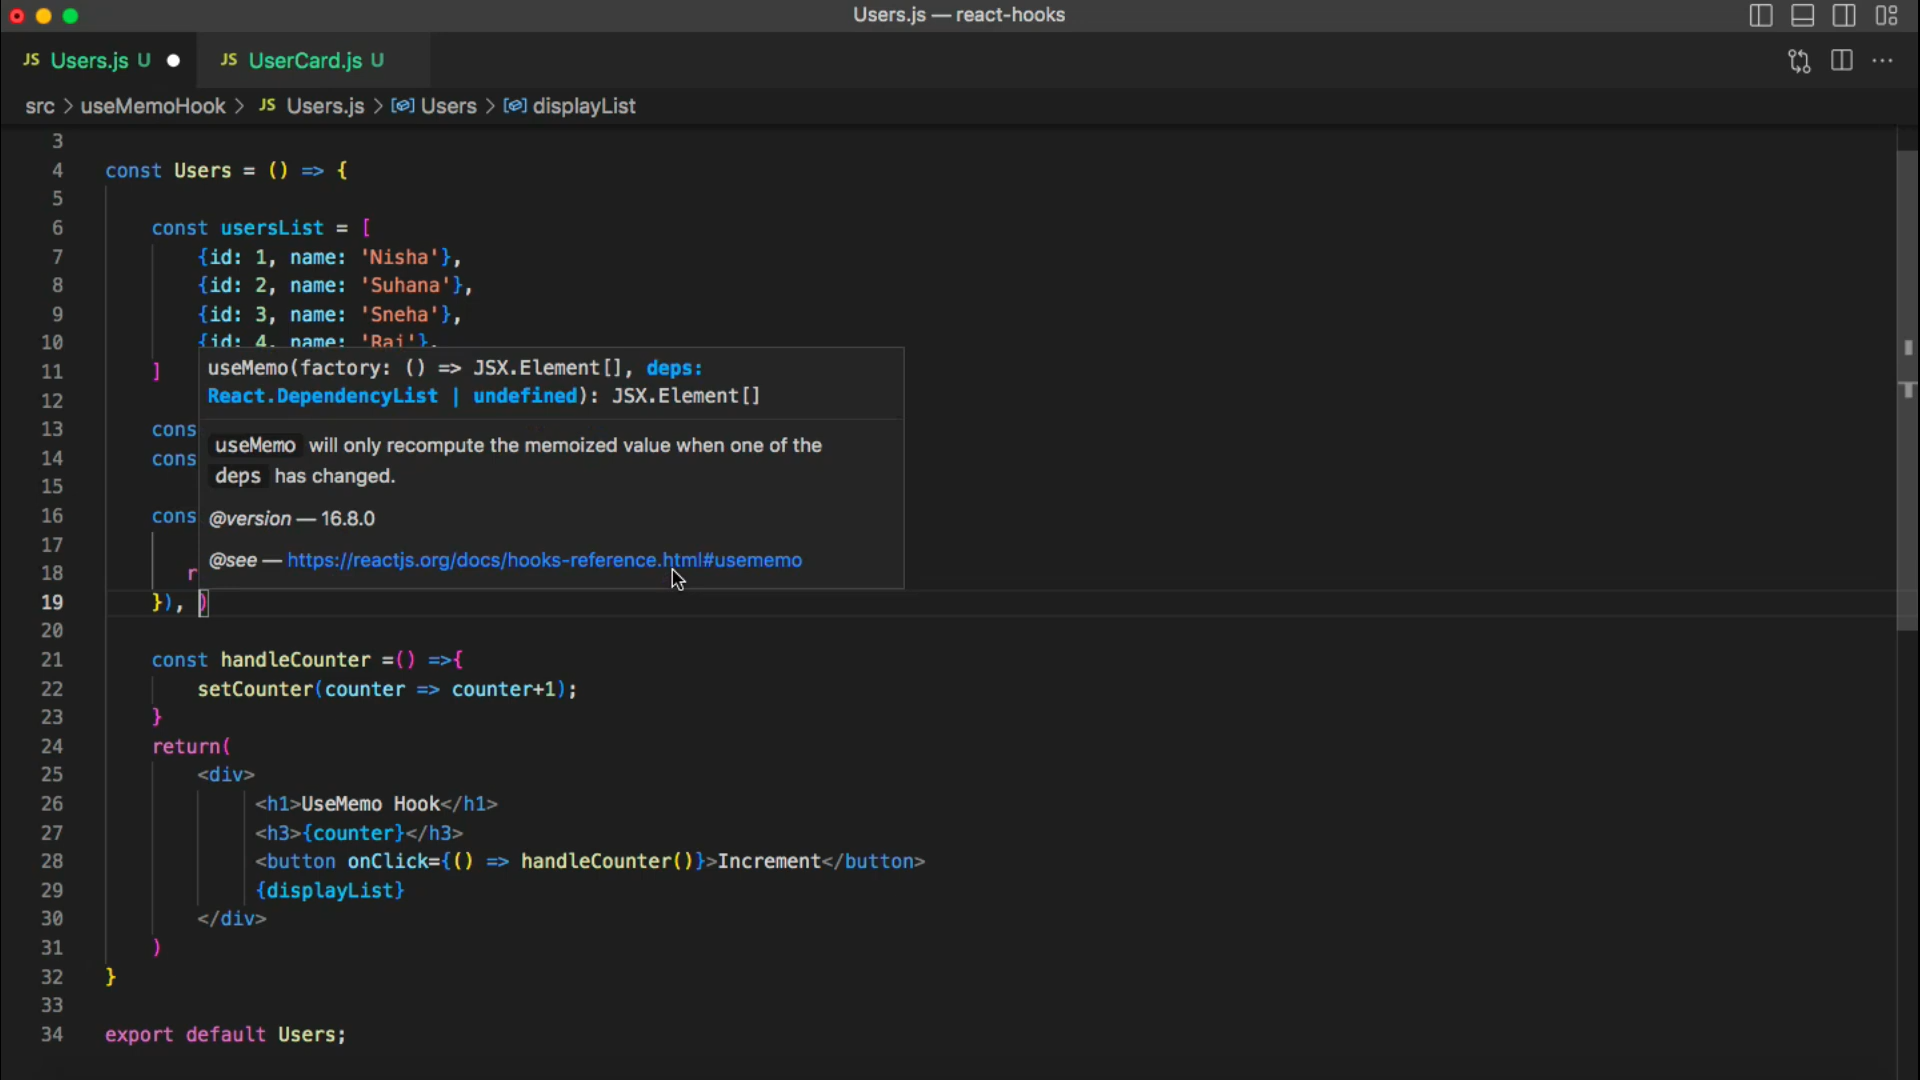 Users.js — react-hooks
JS Users.js U ● JS UserCard.js U
src > useMemoHook > JS Users.js > Users > displayList
3
4 const Users = () => {
5
6 const usersList = [
7 {id: 1, name: 'Nisha'},
8 {id: 2, name: 'Suhana'},
9 {id: 3, name: 'Sneha'},
10 {id: 4, name: 'Raj'},
useMemo(factory: () => JSX.Element[], deps:
11 ]
React.DependencyList | undefined): JSX.Element[]
12
13 cons
useMemo will only recompute the memoized value when one of the
14 cons
deps has changed.
15
16 cons
@version — 16.8.0
17
@see — https://reactjs.org/docs/hooks-reference.html#usememo
18 r
19 }), )
20
21 const handleCounter =() =>{
22 setCounter(counter => counter+1);
23 }
24 return(
25 <div>
26 <h1>UseMemo Hook</h1>
27 <h3>{counter}</h3>
28 <button onClick={() => handleCounter()}>Increment</button>
29 {displayList}
30 </div>
31 )
32 }
33
34 export default Users;